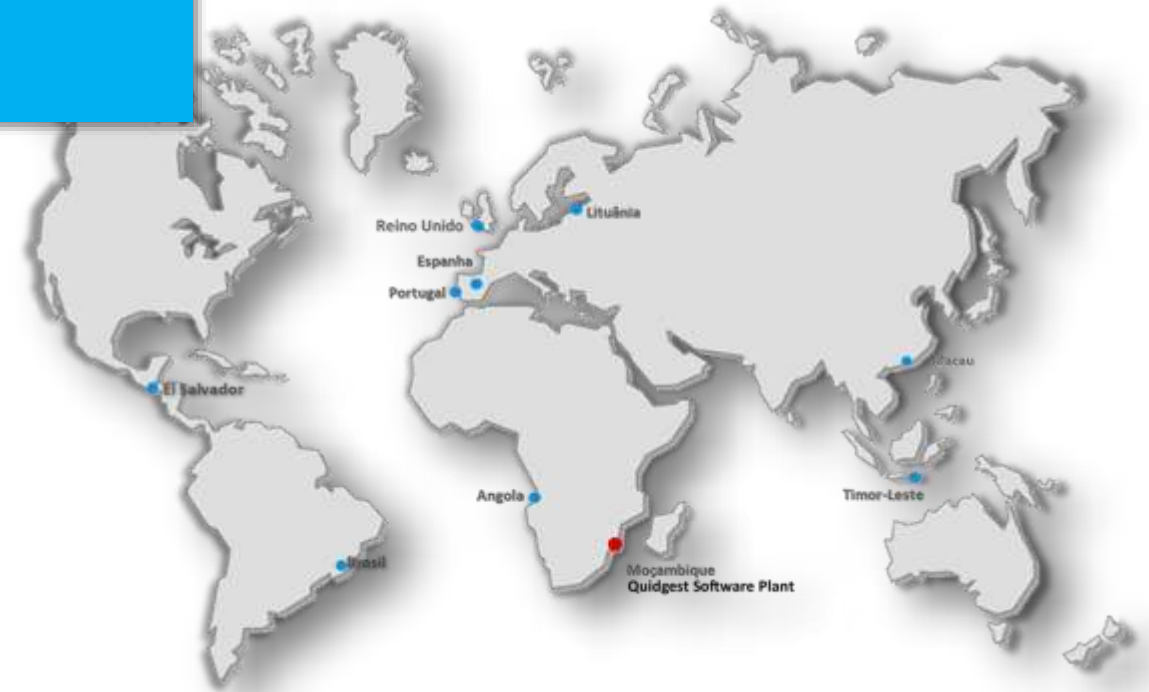 Lituânia
Reino Unido
Espanha
Portugal
Macau
El Salvador
Timor-Leste
Angola
Brasil
Moçambique
Quidgest Software Plant